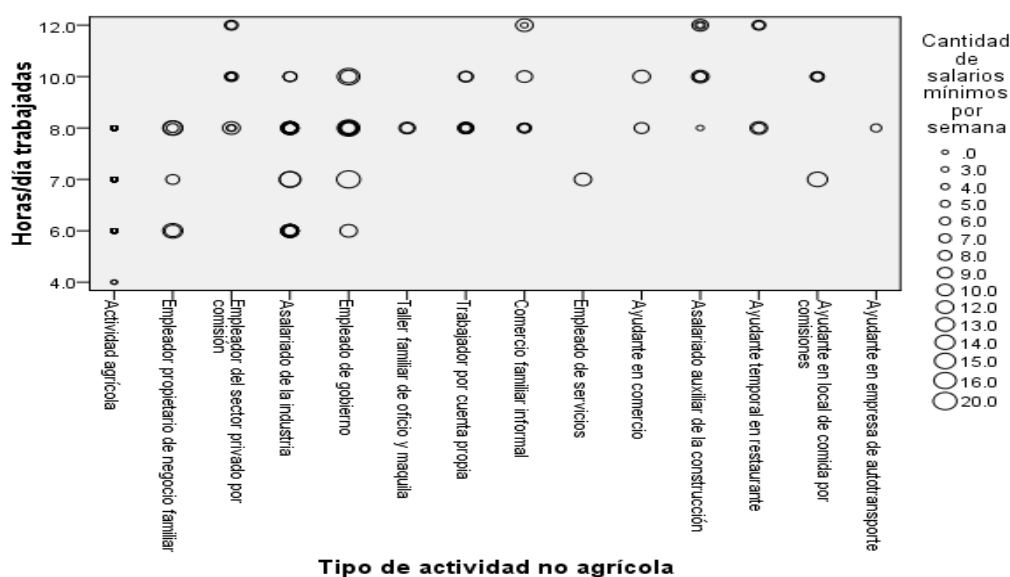 12.0
10.0
8.0
7.0
6.0
4.0
Horas/día trabajadas
Actividad agrícola
Empleador propietario de negocio familiar
Empleador del sector privado por
comisión
Asalariado de la industria
Empleado de gobierno
Taller familiar de oficio y maquila
Trabajador por cuenta propia
Comercio familiar informal
Empleado de servicios
Ayudante en comercio
Asalariado auxiliar de la construcción
Ayudante temporal en restaurante
Ayudante en local de comida por
comisiones
Ayudante en empresa de autotransporte
Tipo de actividad no agrícola
Cantidad
de
salarios
mínimos
por
semana
.0
3.0
4.0
5.0
6.0
7.0
8.0
9.0
10.0
12.0
13.0
14.0
15.0
16.0
20.0